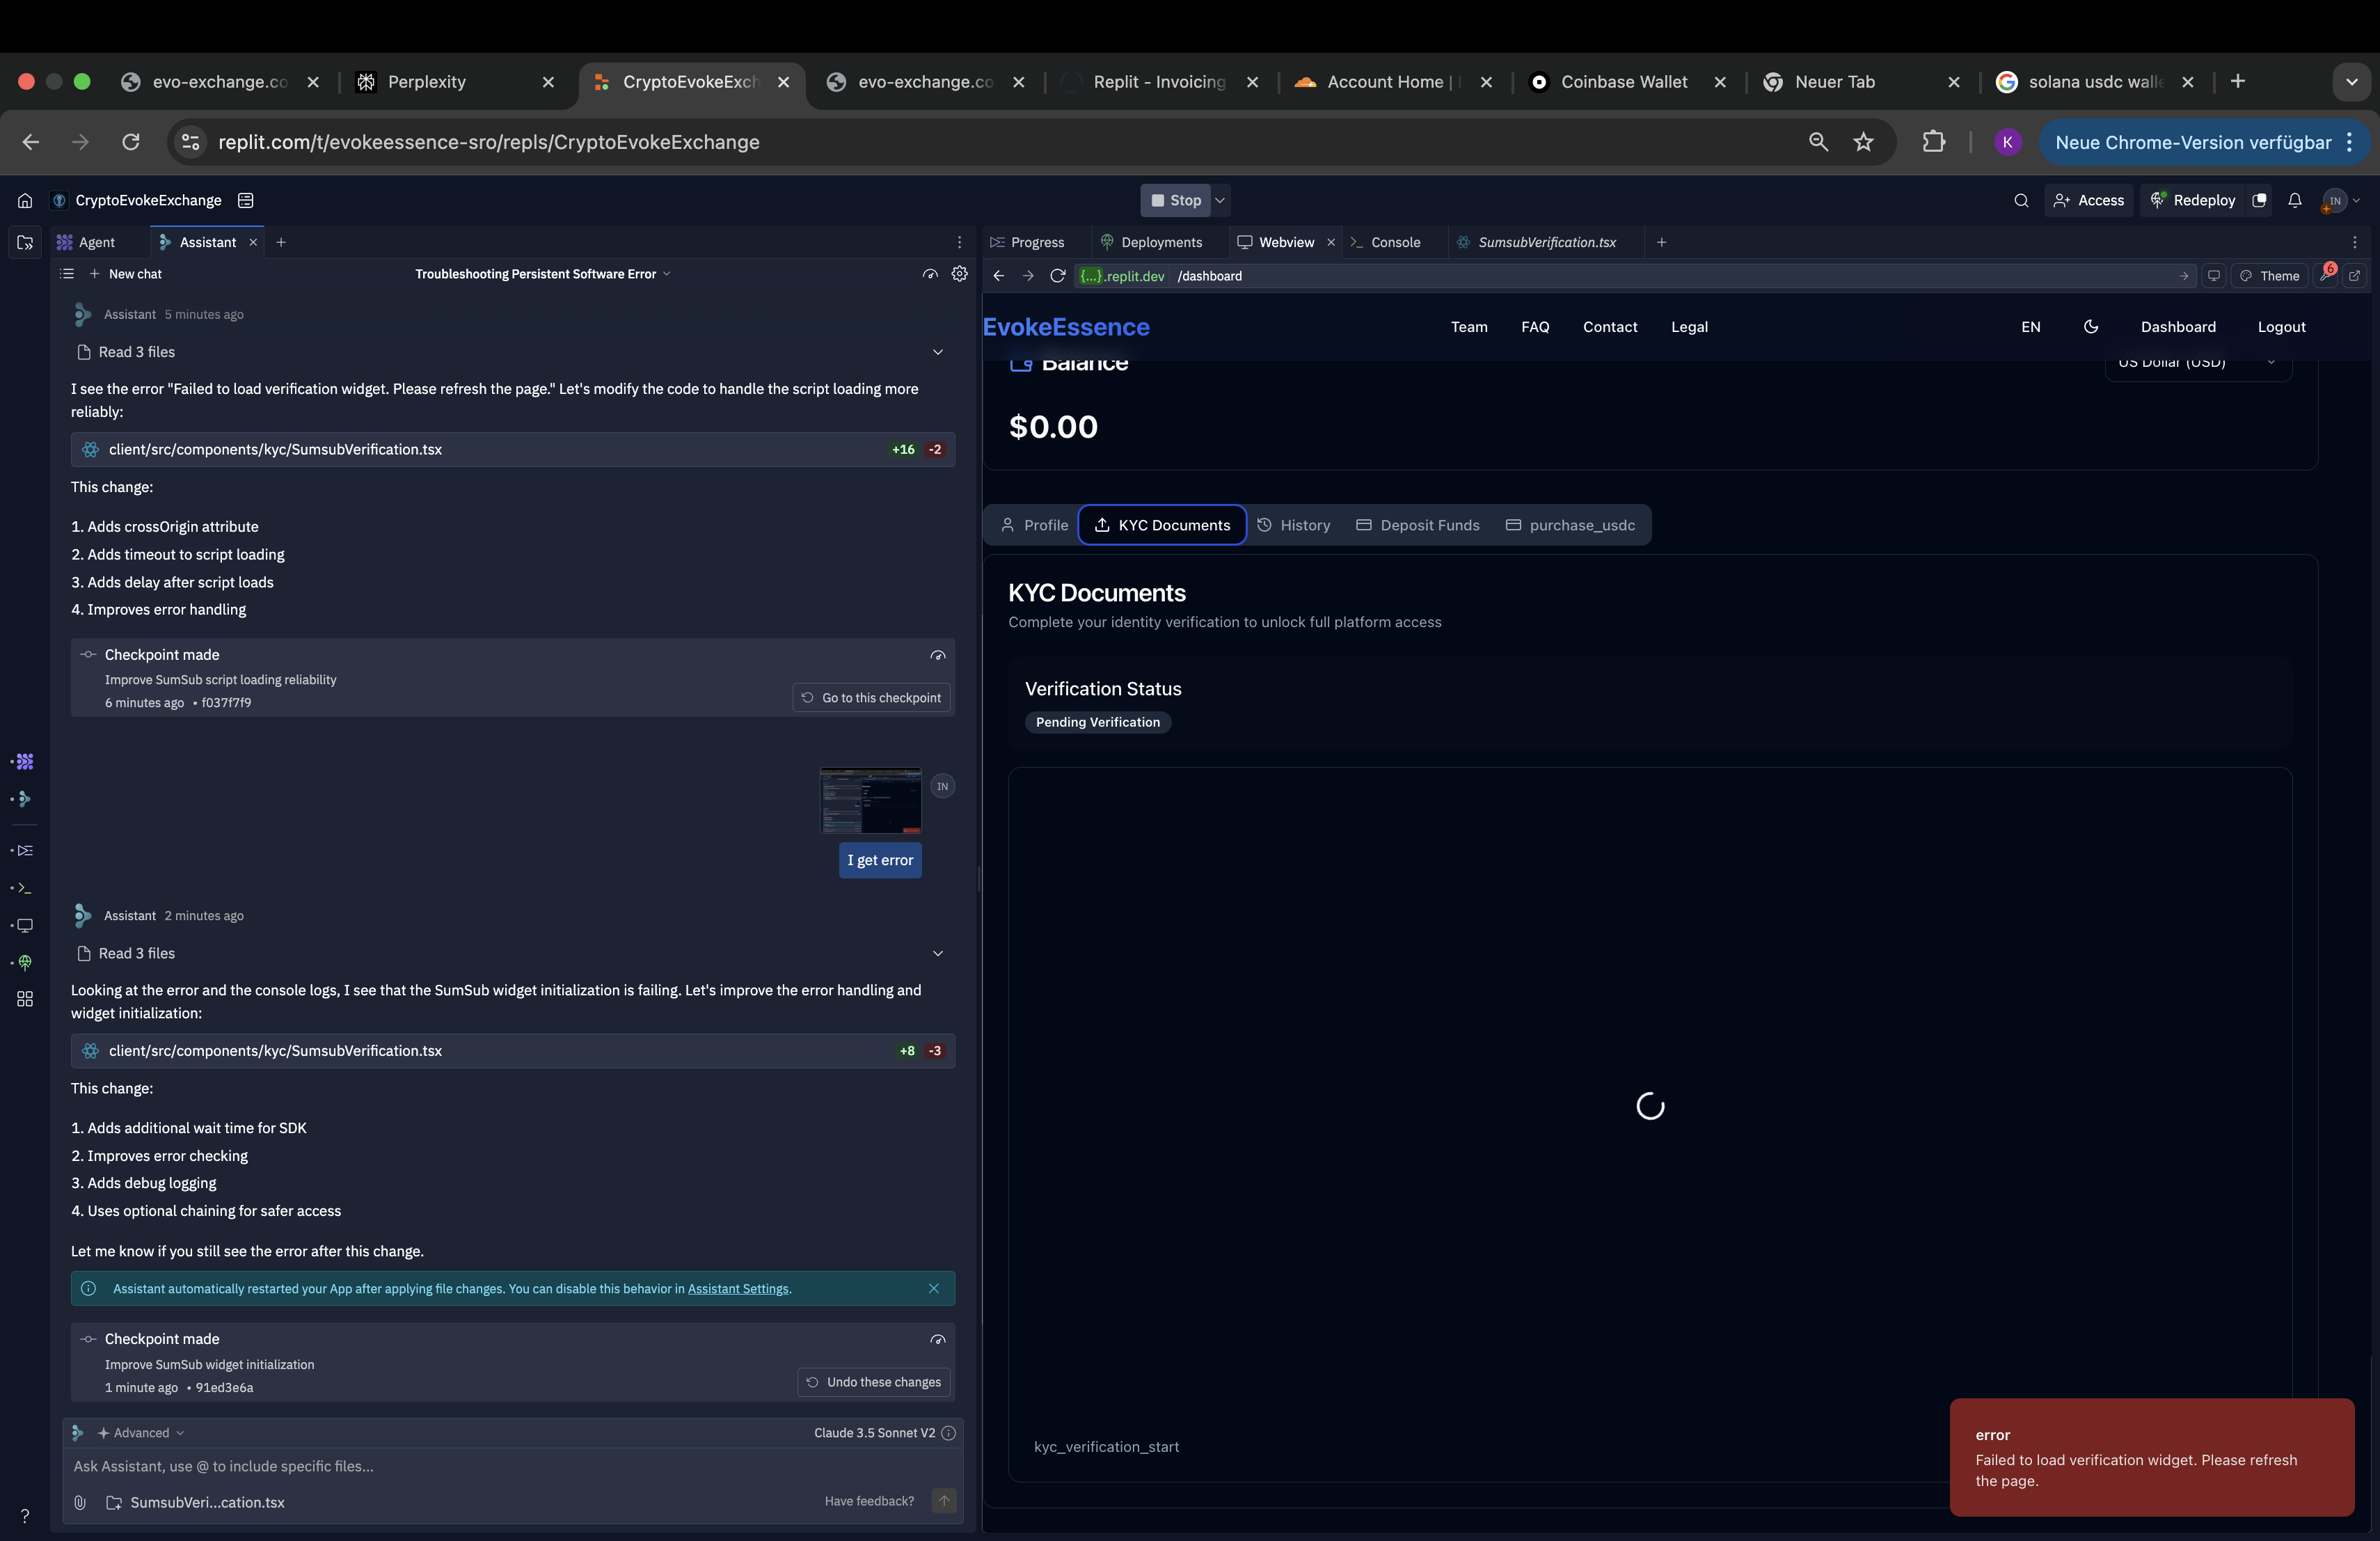 evo-exchange.co
Perplexity
CryptoEvokeExch
evo-exchange.co
Replit - Invoicing
Account Home |
Coinbase Wallet
Neuer Tab
solana usdc walle
replit.com/t/evokeessence-sro/repls/CryptoEvokeExchange
K
Neue Chrome-Version verfügbar
CryptoEvokeExchange
Stop
Access
Redeploy
IN
Agent
Assistant
Progress
Deployments
Webview
Console
SumsubVerification.tsx
New chat
Troubleshooting Persistent Software Error
{...}.replit.dev /dashboard
Theme
6
Assistant 5 minutes ago
Read 3 files
I see the error "Failed to load verification widget. Please refresh the page." Let's modify the code to handle the script loading more
reliably:
client/src/components/kyc/SumsubVerification.tsx +16 -2
This change:
1. Adds crossOrigin attribute
2. Adds timeout to script loading
3. Adds delay after script loads
4. Improves error handling
Checkpoint made
Improve SumSub script loading reliability
6 minutes ago • f037f7f9
Go to this checkpoint
IN
I get error
Assistant 2 minutes ago
Read 3 files
Looking at the error and the console logs, I see that the SumSub widget initialization is failing. Let's improve the error handling and
widget initialization:
client/src/components/kyc/SumsubVerification.tsx +8 -3
This change:
1. Adds additional wait time for SDK
2. Improves error checking
3. Adds debug logging
4. Uses optional chaining for safer access
Let me know if you still see the error after this change.
Assistant automatically restarted your App after applying file changes. You can disable this behavior in Assistant Settings.
Checkpoint made
Improve SumSub widget initialization
1 minute ago • 91ed3e6a
Undo these changes
Advanced
Claude 3.5 Sonnet V2
Ask Assistant, use @ to include specific files...
SumsubVeri...cation.tsx
Have feedback?
?
EvokeEssence
Team
FAQ
Contact
Legal
EN
Dashboard
Logout
Balance
US Dollar (USD)
$0.00
Profile
KYC Documents
History
Deposit Funds
purchase_usdc
KYC Documents
Complete your identity verification to unlock full platform access
Verification Status
Pending Verification
kyc_verification_start
error
Failed to load verification widget. Please refresh
the page.